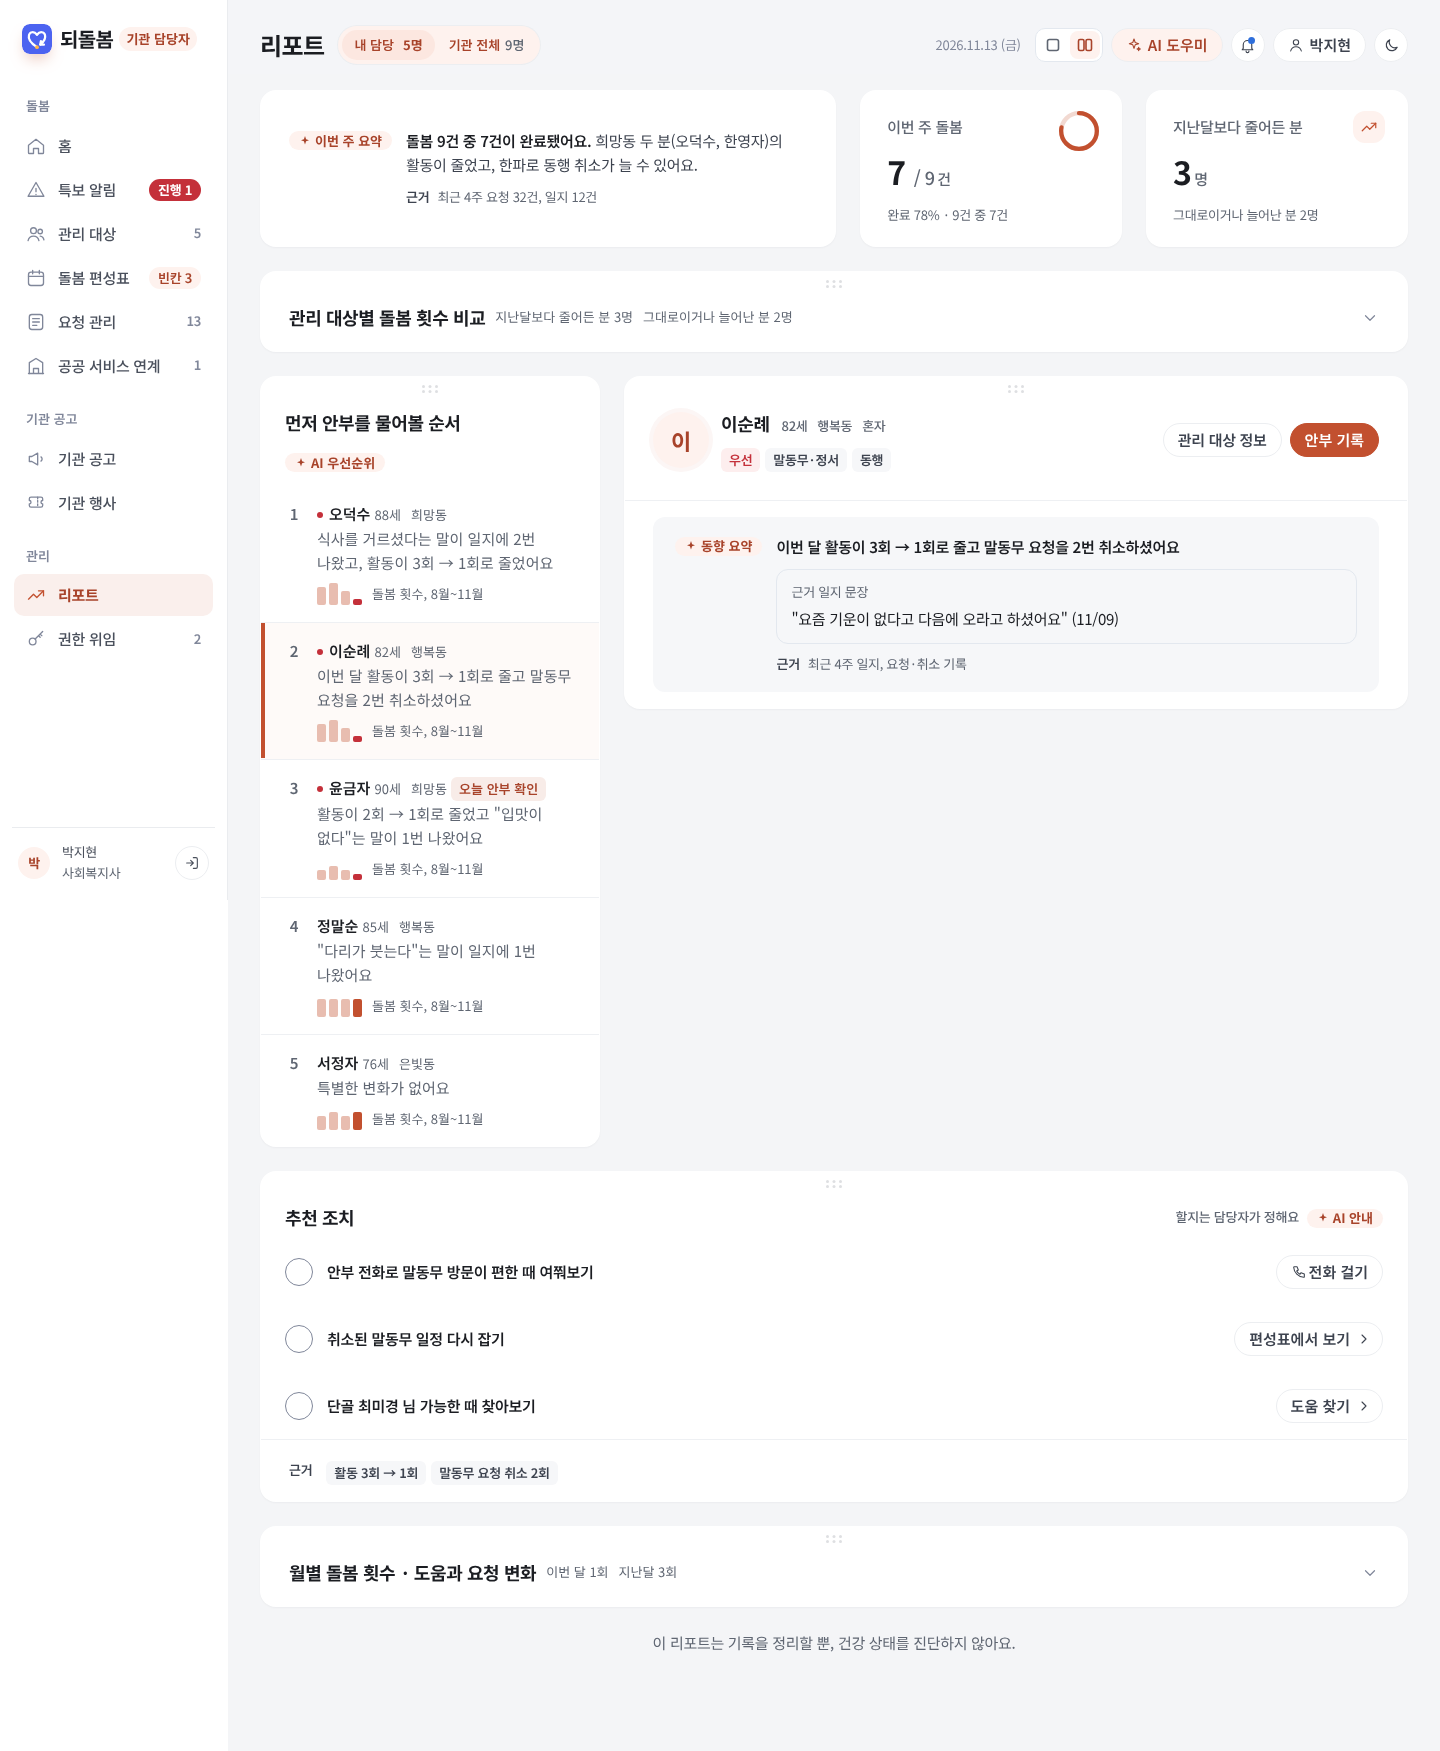 되돌봄 기관 담당자
돌봄
홈
특보 알림 진행 1
관리 대상 5
돌봄 편성표 빈칸 3
요청 관리 13
공공 서비스 연계 1
기관 공고
기관 공고
기관 행사
관리
리포트
권한 위임 2
박 박지현
사회복지사
리포트 내 담당 5명 기관 전체 9명 2026.11.13 (금) AI 도우미 박지현
이번 주 요약 돌봄 9건 중 7건이 완료됐어요. 희망동 두 분(오덕수, 한영자)의
활동이 줄었고, 한파로 동행 취소가 늘 수 있어요.
근거 최근 4주 요청 32건, 일지 12건
이번 주 돌봄
7 / 9건
완료 78% · 9건 중 7건
지난달보다 줄어든 분
3명
그대로이거나 늘어난 분 2명
관리 대상별 돌봄 횟수 비교 지난달보다 줄어든 분 3명 그대로이거나 늘어난 분 2명
먼저 안부를 물어볼 순서
AI 우선순위
1 오덕수 88세 희망동
식사를 거르셨다는 말이 일지에 2번
나왔고, 활동이 3회 → 1회로 줄었어요
돌봄 횟수, 8월~11월
2 이순례 82세 행복동
이번 달 활동이 3회 → 1회로 줄고 말동무
요청을 2번 취소하셨어요
돌봄 횟수, 8월~11월
3 윤금자 90세 희망동 오늘 안부 확인
활동이 2회 → 1회로 줄었고 "입맛이
없다"는 말이 1번 나왔어요
돌봄 횟수, 8월~11월
4 정말순 85세 행복동
"다리가 붓는다"는 말이 일지에 1번
나왔어요
돌봄 횟수, 8월~11월
5 서정자 76세 은빛동
특별한 변화가 없어요
돌봄 횟수, 8월~11월
이 이순례 82세 행복동 혼자
우선 말동무·정서 동행
관리 대상 정보 안부 기록
동향 요약 이번 달 활동이 3회 → 1회로 줄고 말동무 요청을 2번 취소하셨어요
근거 일지 문장
"요즘 기운이 없다고 다음에 오라고 하셨어요" (11/09)
근거 최근 4주 일지, 요청·취소 기록
추천 조치 할지는 담당자가 정해요 AI 안내
안부 전화로 말동무 방문이 편한 때 여쭤보기 전화 걸기
취소된 말동무 일정 다시 잡기 편성표에서 보기
단골 최미경 님 가능한 때 찾아보기 도움 찾기
근거 활동 3회 → 1회 말동무 요청 취소 2회
월별 돌봄 횟수 · 도움과 요청 변화 이번 달 1회 지난달 3회
이 리포트는 기록을 정리할 뿐, 건강 상태를 진단하지 않아요.